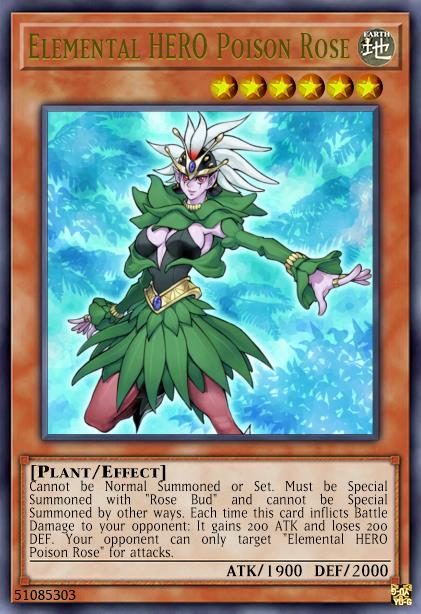 Elemental HERO Poison Rose
EARTH
地
[Plant/Effect]
Cannot be Normal Summoned or Set. Must be Special
Summoned with "Rose Bud" and cannot be Special
Summoned by other ways. Each time this card inflicts Battle
Damage to your opponent: It gains 200 ATK and loses 200
DEF. Your opponent can only target "Elemental HERO
Poison Rose" for attacks.
ATK/1900 DEF/2000
51085303